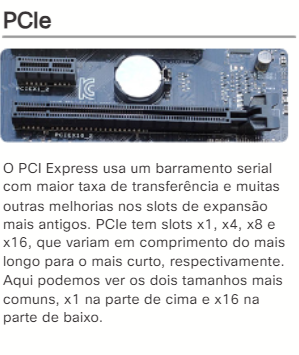 PCIe
PCIEX1_2
PCIEX16_2
O PCI Express usa um barramento serial
com maior taxa de transferência e muitas
outras melhorias nos slots de expansão
mais antigos. PCIe tem slots x1, x4, x8 e
x16, que variam em comprimento do mais
longo para o mais curto, respectivamente.
Aqui podemos ver os dois tamanhos mais
comuns, x1 na parte de cima e x16 na
parte de baixo.